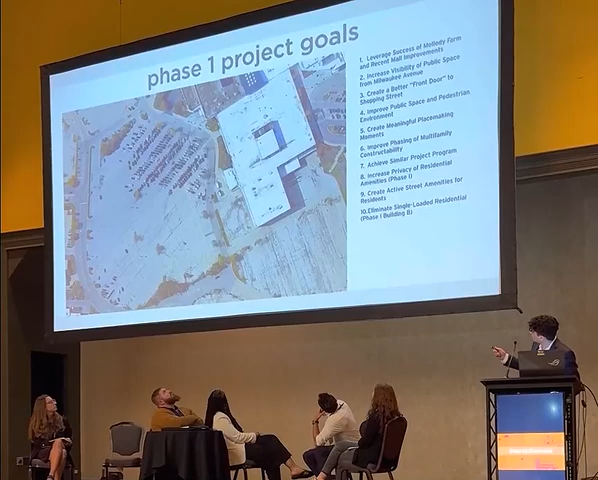 phase 1 project goals
1. Leverage Success of Mellody Farm
and Recent Mall Improvements
2. Increase Visibility of Public Space
from Milwaukee Avenue
3. Create a Better "Front Door" to
Shopping Street
4. Improve Public Space and Pedestrian
Environment
5. Create Meaningful Placemaking
Moments
6. Improve Phasing of Multifamily
Constructability
7. Achieve Similar Project Program
8. Increase Privacy of Residential
Amenities (Phase I)
9. Create Active Street Amenities for
Residents
10.Eliminate Single-Loaded Residential
(Phase I Building B)